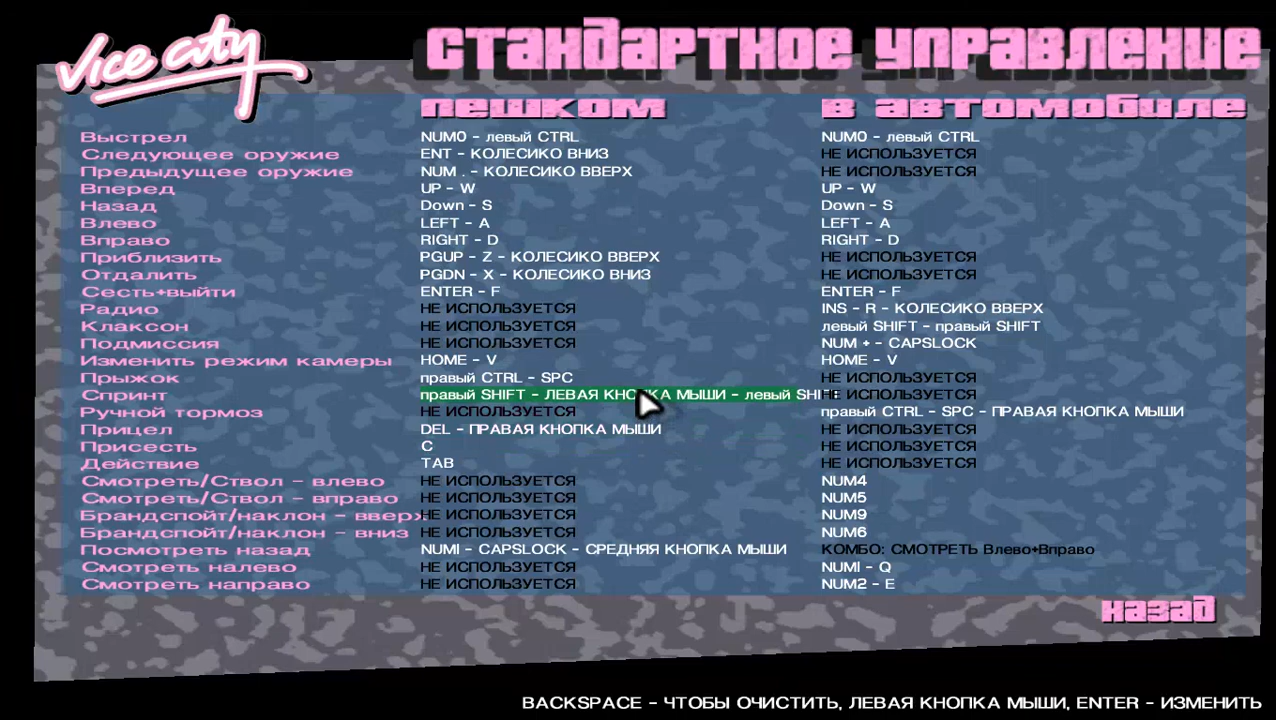 vice city
СТАНДАРТНОЕ УПРАВЛЕНИЕ
ПЕШКОМ В АВТОМОБИЛЕ
Выстрел NUM0 - левый CTRL NUM0 - левый CTRL
Следующее оружие ENT - КОЛЕСИКО ВНИЗ НЕ ИСПОЛЬЗУЕТСЯ
Предыдущее оружие NUM . - КОЛЕСИКО ВВЕРХ НЕ ИСПОЛЬЗУЕТСЯ
Вперед UP - W UP - W
Назад Down - S Down - S
Влево LEFT - A LEFT - A
Вправо RIGHT - D RIGHT - D
Приблизить PGUP - Z - КОЛЕСИКО ВВЕРХ НЕ ИСПОЛЬЗУЕТСЯ
Отдалить PGDN - X - КОЛЕСИКО ВНИЗ НЕ ИСПОЛЬЗУЕТСЯ
Сесть+выйти ENTER - F ENTER - F
Радио НЕ ИСПОЛЬЗУЕТСЯ INS - R - КОЛЕСИКО ВВЕРХ
Клаксон НЕ ИСПОЛЬЗУЕТСЯ левый SHIFT - правый SHIFT
Подмиссия НЕ ИСПОЛЬЗУЕТСЯ NUM + - CAPSLOCK
Изменить режим камеры HOME - V HOME - V
Прыжок правый CTRL - SPC НЕ ИСПОЛЬЗУЕТСЯ
Спринт правый SHIFT - ЛЕВАЯ КНОПКА МЫШИ - левый SHIFT НЕ ИСПОЛЬЗУЕТСЯ
Ручной тормоз НЕ ИСПОЛЬЗУЕТСЯ правый CTRL - SPC - ПРАВАЯ КНОПКА МЫШИ
Прицел DEL - ПРАВАЯ КНОПКА МЫШИ НЕ ИСПОЛЬЗУЕТСЯ
Присесть C НЕ ИСПОЛЬЗУЕТСЯ
Действие TAB НЕ ИСПОЛЬЗУЕТСЯ
Смотреть/Ствол - влево НЕ ИСПОЛЬЗУЕТСЯ NUM4
Смотреть/Ствол - вправо НЕ ИСПОЛЬЗУЕТСЯ NUM5
Брандспойт/наклон - вверх НЕ ИСПОЛЬЗУЕТСЯ NUM9
Брандспойт/наклон - вниз НЕ ИСПОЛЬЗУЕТСЯ NUM6
Посмотреть назад NUM1 - CAPSLOCK - СРЕДНЯЯ КНОПКА МЫШИ КОМБО: СМОТРЕТЬ Влево+Вправо
Смотреть налево НЕ ИСПОЛЬЗУЕТСЯ NUM1 - Q
Смотреть направо НЕ ИСПОЛЬЗУЕТСЯ NUM2 - E
назад
BACKSPACE - ЧТОБЫ ОЧИСТИТЬ, ЛЕВАЯ КНОПКА МЫШИ, ENTER - ИЗМЕНИТЬ